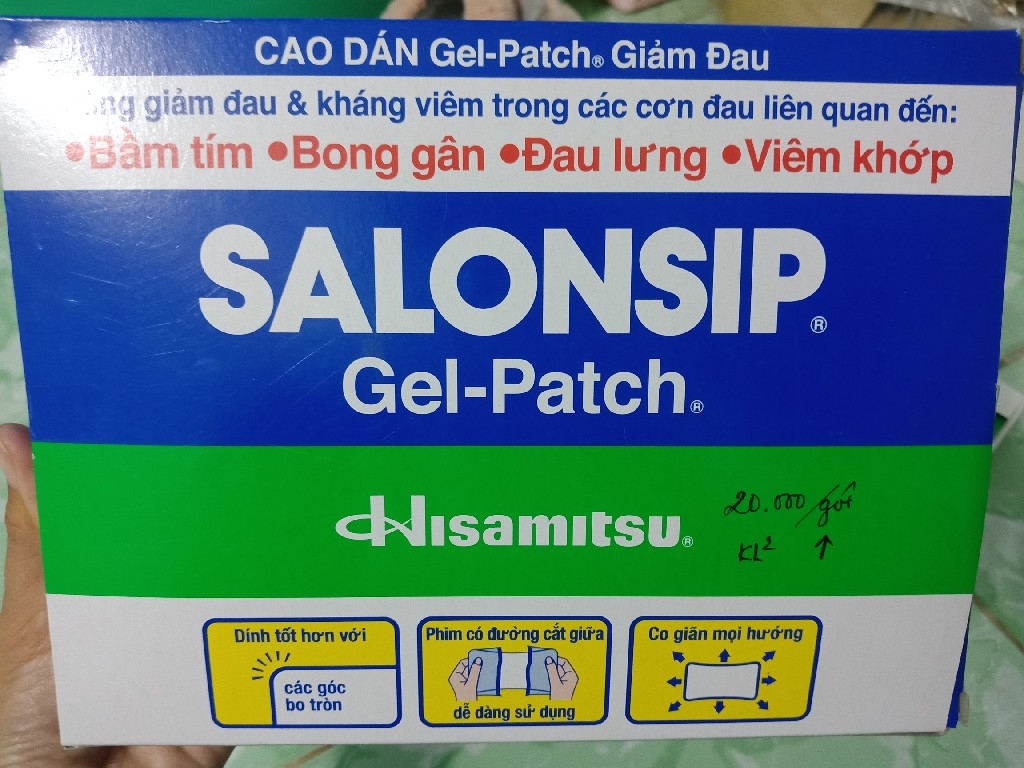 CAO DÁN Gel-Patch® Giảm Đau
giảm đau & kháng viêm trong các cơn đau liên quan đến:
•Bầm tím •Bong gân •Đau lưng •Viêm khớp
SALONSIP®
Gel-Patch®
Hisamitsu®
20.000/gói
KL² ↑
Dính tốt hơn với
các góc
bo tròn
Phim có đường cắt giữa
dễ dàng sử dụng
Co giãn mọi hướng